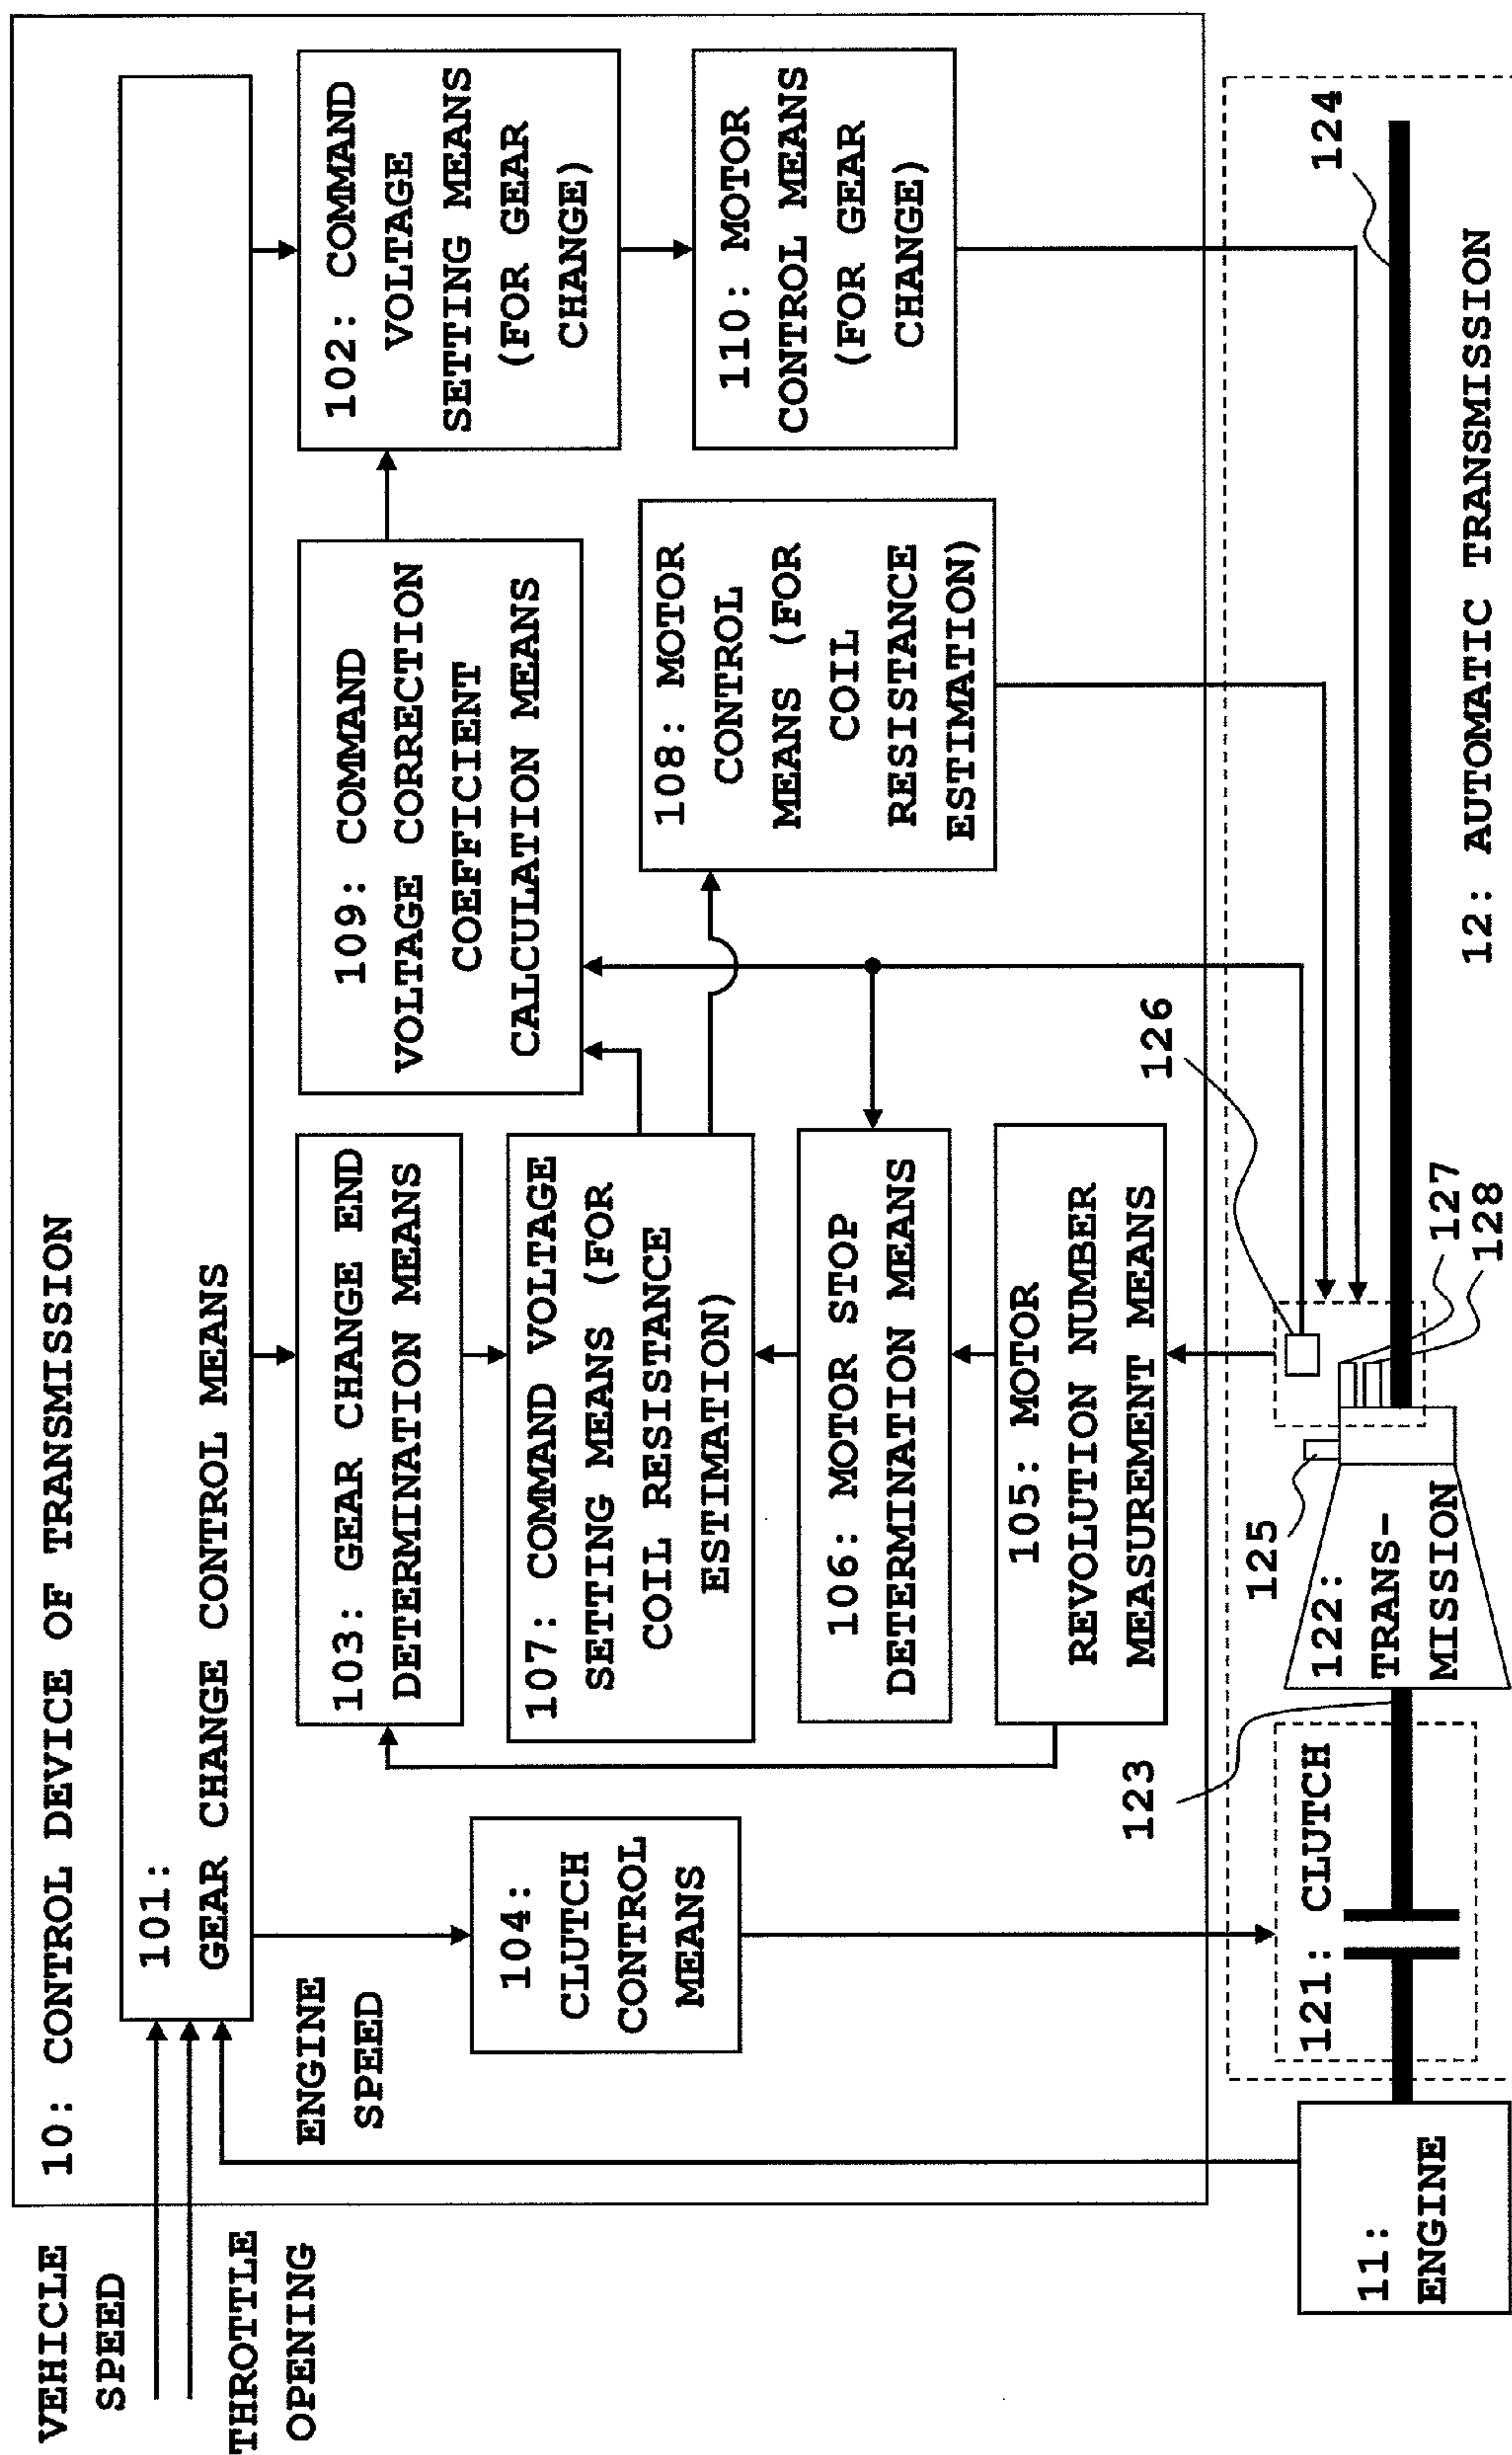 10: CONTROL DEVICE OF TRANSMISSION
VEHICLE
SPEED
THROTTLE
OPENING
101:
GEAR CHANGE CONTROL MEANS
ENGINE
SPEED
104:
CLUTCH
CONTROL
MEANS
103: GEAR CHANGE END
DETERMINATION MEANS
107: COMMAND VOLTAGE
SETTING MEANS (FOR
COIL RESISTANCE
ESTIMATION)
106: MOTOR STOP
DETERMINATION MEANS
105: MOTOR
REVOLUTION NUMBER
MEASUREMENT MEANS
109: COMMAND
VOLTAGE CORRECTION
COEFFICIENT
CALCULATION MEANS
108: MOTOR
CONTROL
MEANS (FOR
COIL
RESISTANCE
ESTIMATION)
102: COMMAND
VOLTAGE
SETTING MEANS
(FOR GEAR
CHANGE)
110: MOTOR
CONTROL MEANS
(FOR GEAR
CHANGE)
11:
ENGINE
121: CLUTCH
123
122:
TRANS-
MISSION
125
126
127
128
124
12: AUTOMATIC TRANSMISSION